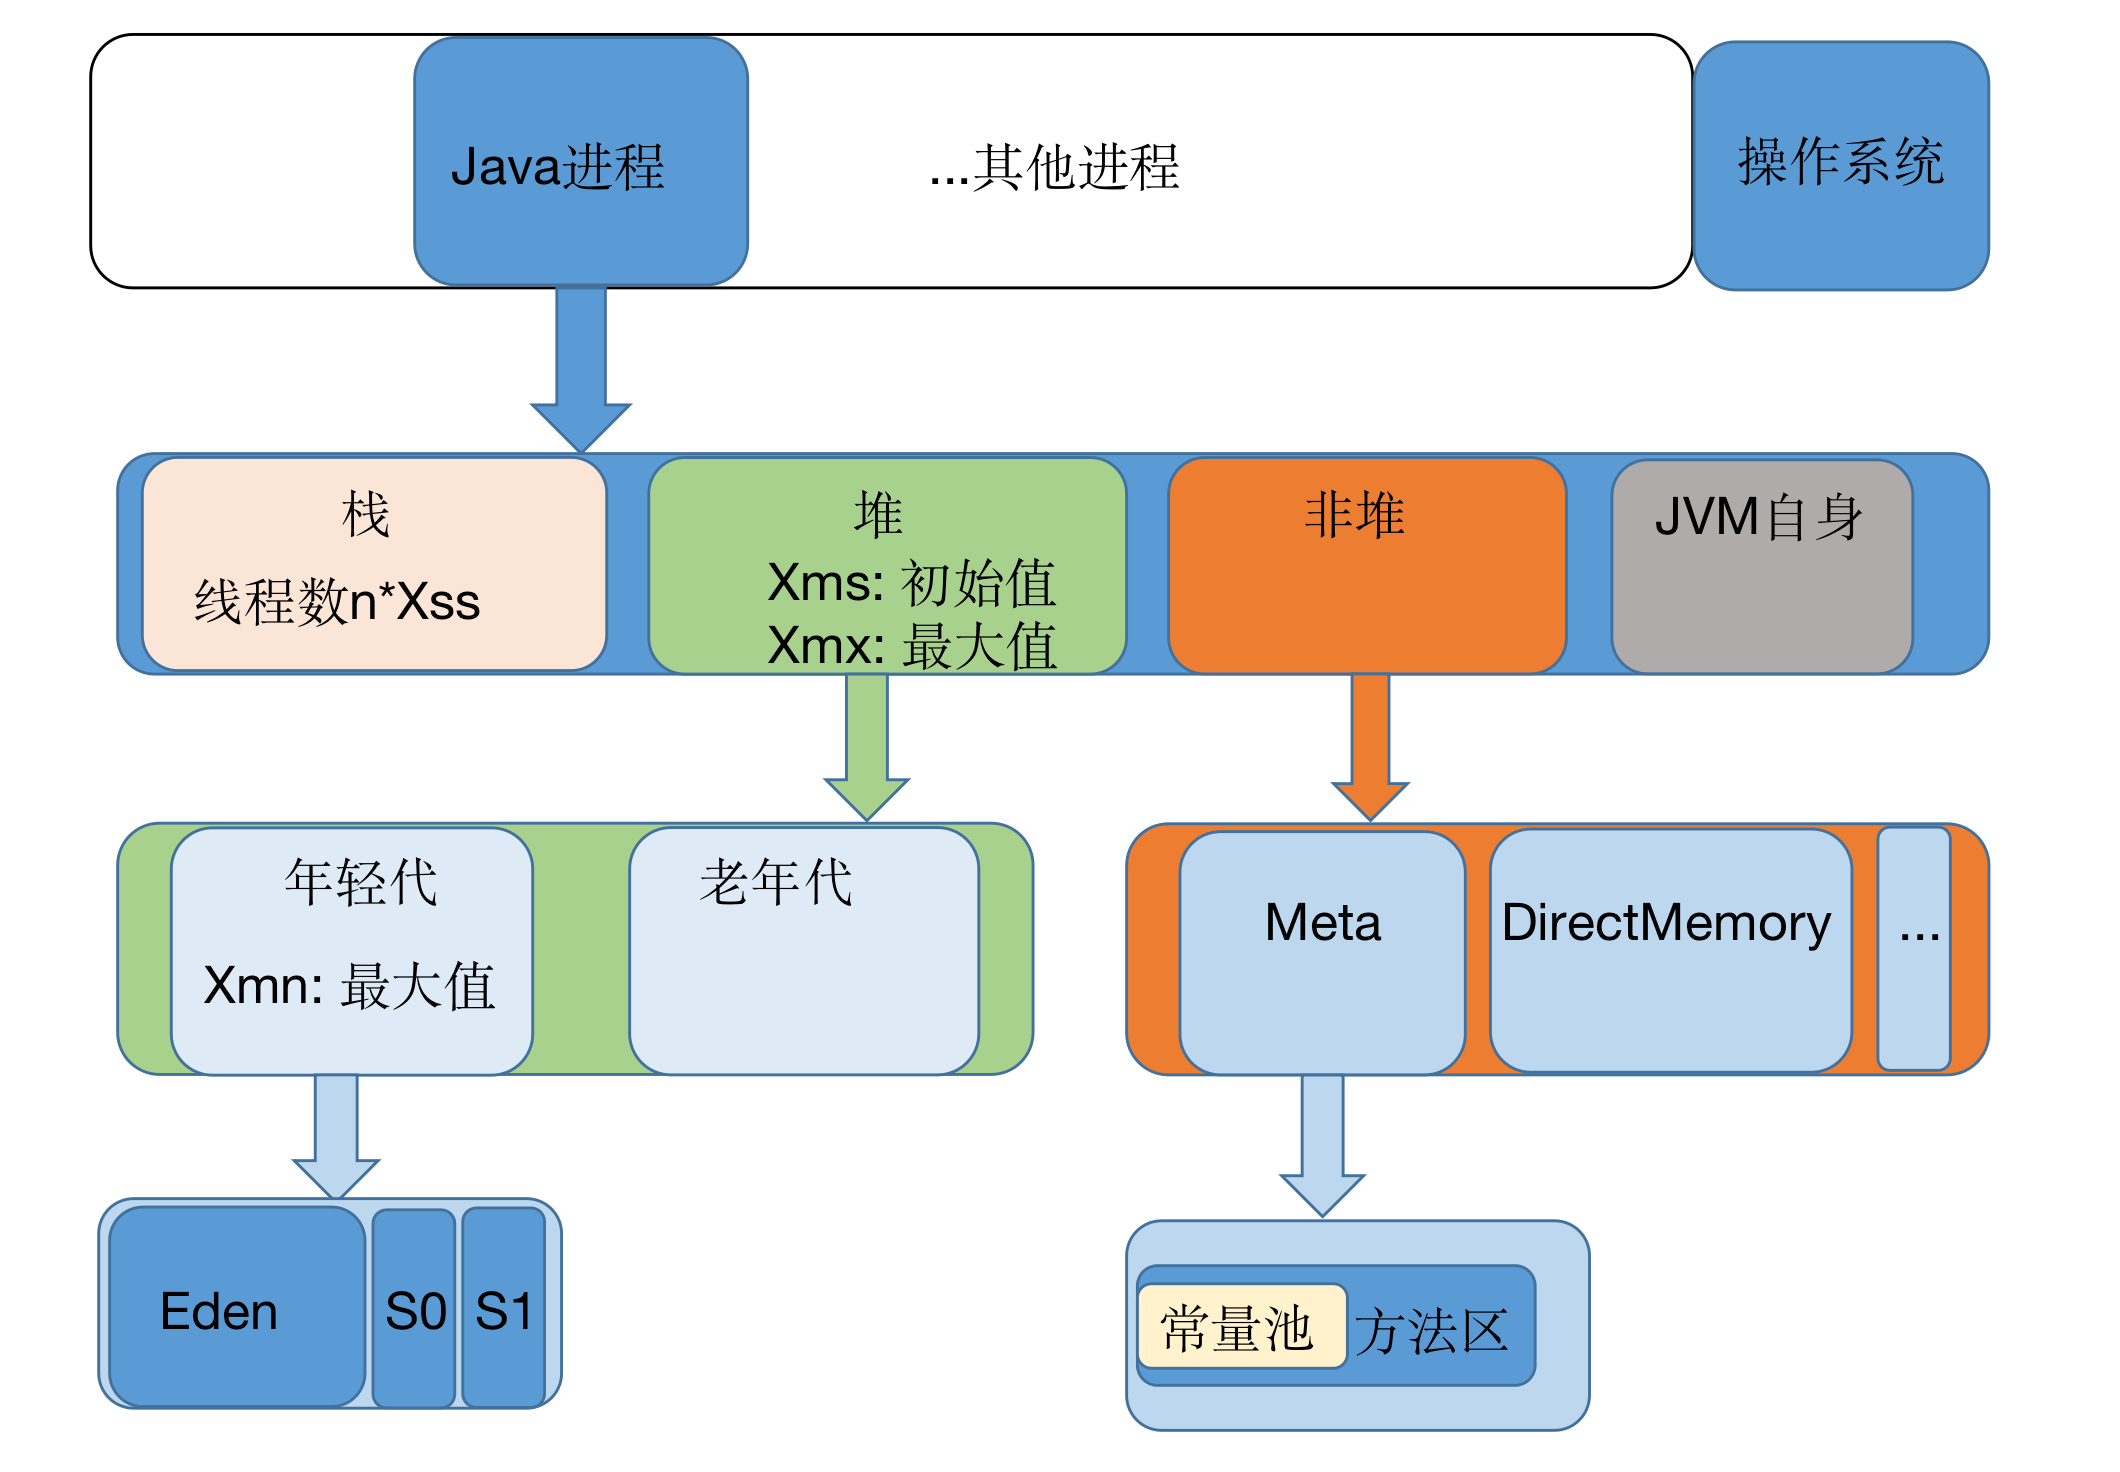 Java进程
...其他进程
操作系统
栈
线程数n*Xss
堆
Xms: 初始值
Xmx: 最大值
非堆
JVM自身
年轻代
Xmn: 最大值
老年代
Meta
DirectMemory
...
Eden
S0
S1
常量池
方法区